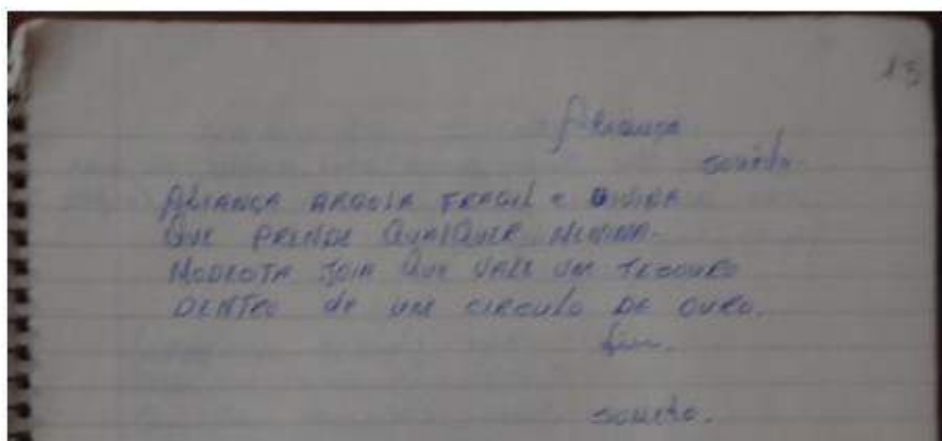 15
Aliança
soneto.
ALIANÇA ARGOLA FRAGIL E DIVINA
QUE PRENDE QUALQUER MENINA.
MODESTA JOIA QUE VALE UM TESOURO
DENTRO de UM CIRCULO DE OURO.
fim.
soneto.